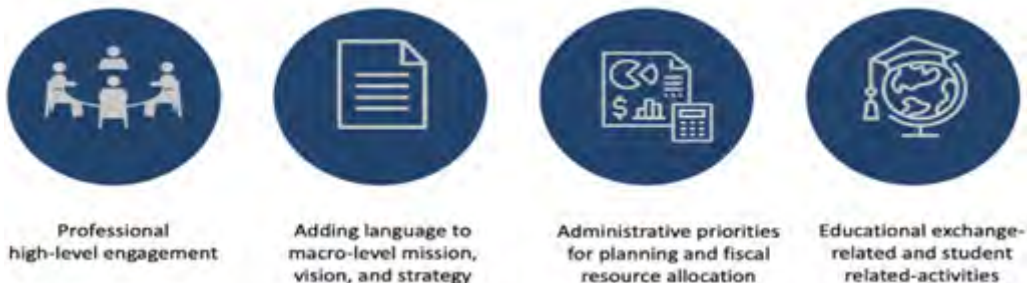 $
Professional
high-level engagement
Adding language to
macro-level mission,
vision, and strategy
Administrative priorities
for planning and fiscal
resource allocation
Educational exchange-
related and student
related-activities